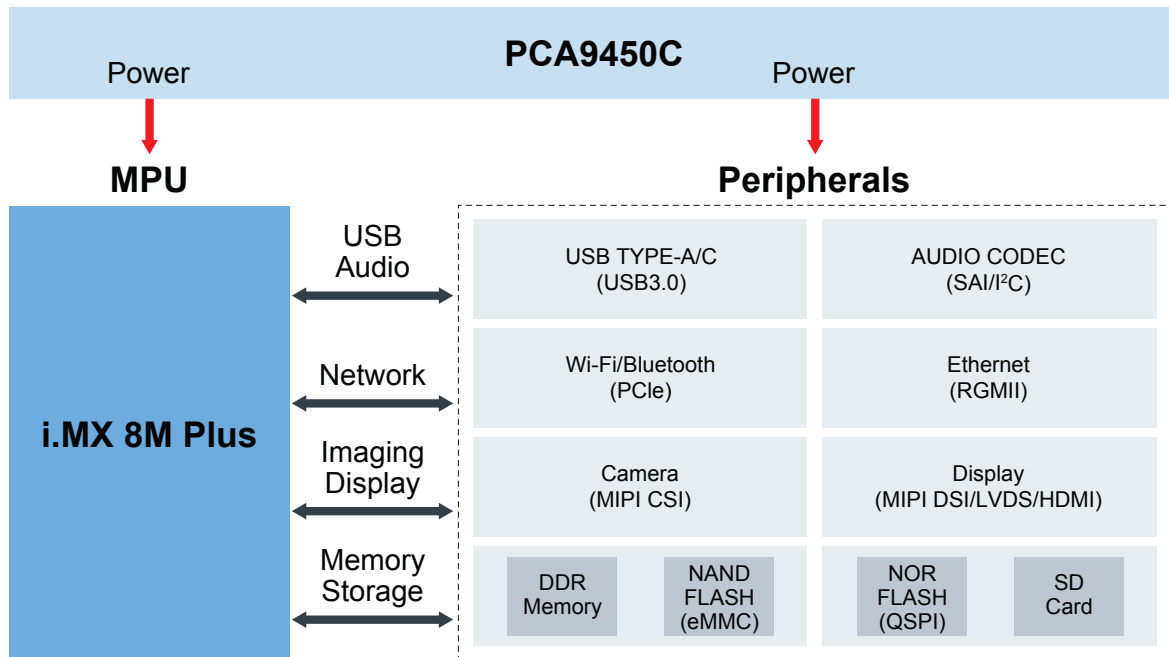 PCA9450C
Power
Power
MPU
Peripherals
i.MX 8M Plus
USB
Audio
Network
Imaging
Display
Memory
Storage
USB TYPE-A/C
(USB3.0)
AUDIO CODEC
(SAI/I²C)
Wi-Fi/Bluetooth
(PCIe)
Ethernet
(RGMII)
Camera
(MIPI CSI)
Display
(MIPI DSI/LVDS/HDMI)
DDR
Memory
NAND
FLASH
(eMMC)
NOR
FLASH
(QSPI)
SD
Card